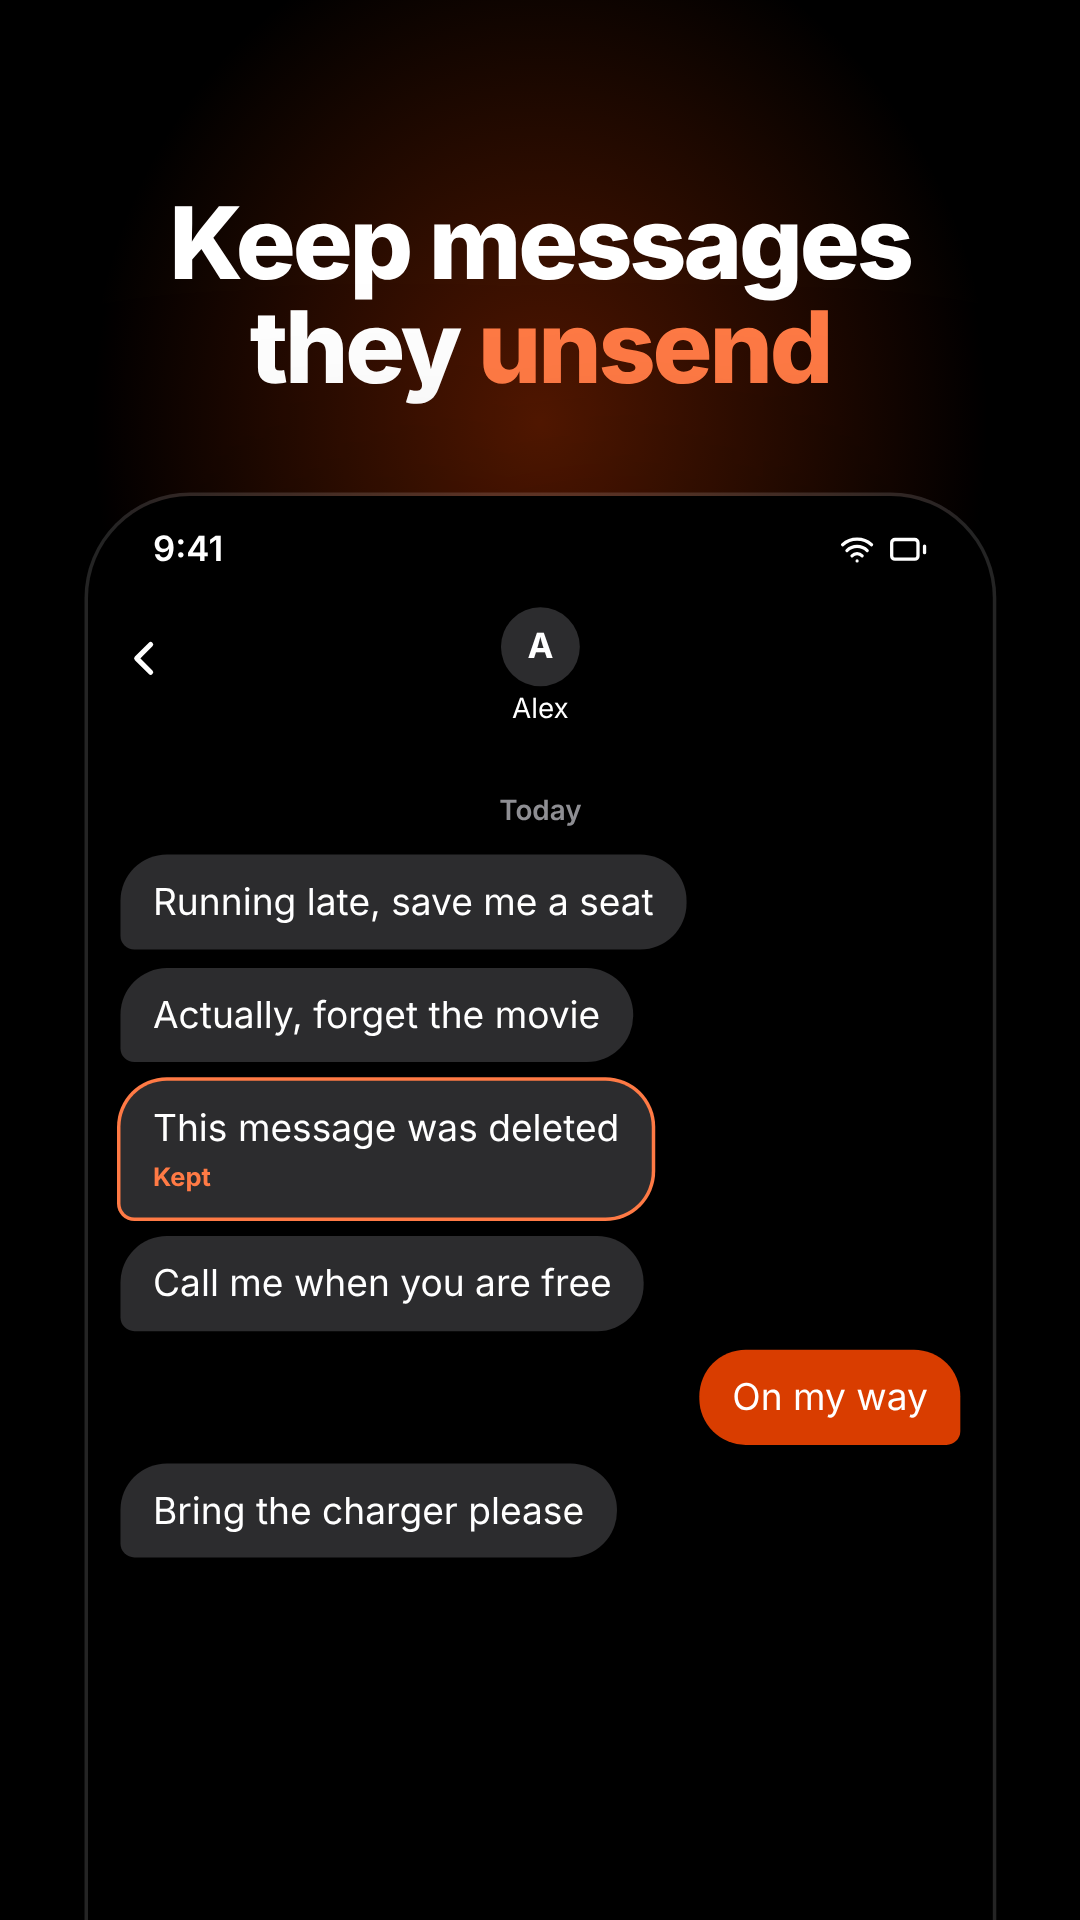 Keep messages
they unsend
9:41
A
Alex
Today
Running late, save me a seat
Actually, forget the movie
This message was deleted
Kept
Call me when you are free
On my way
Bring the charger please